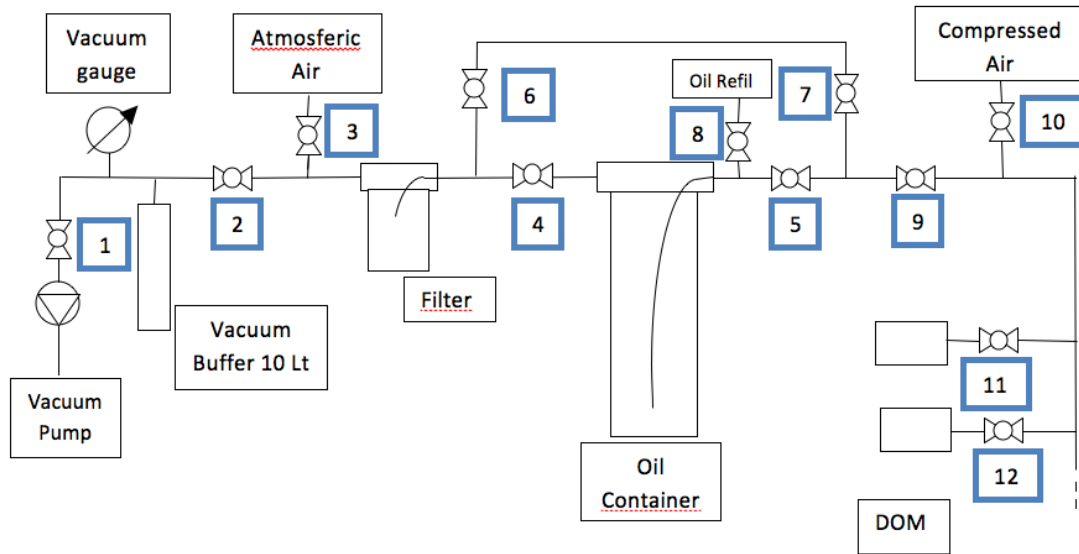 Vacuum
gauge
Atmosferic
Air
Compressed
Air
6
Oil Refil
7
3
8
10
1
2
4
5
9
Filter
Vacuum
Buffer 10 Lt
Vacuum
Pump
11
12
Oil
Container
DOM